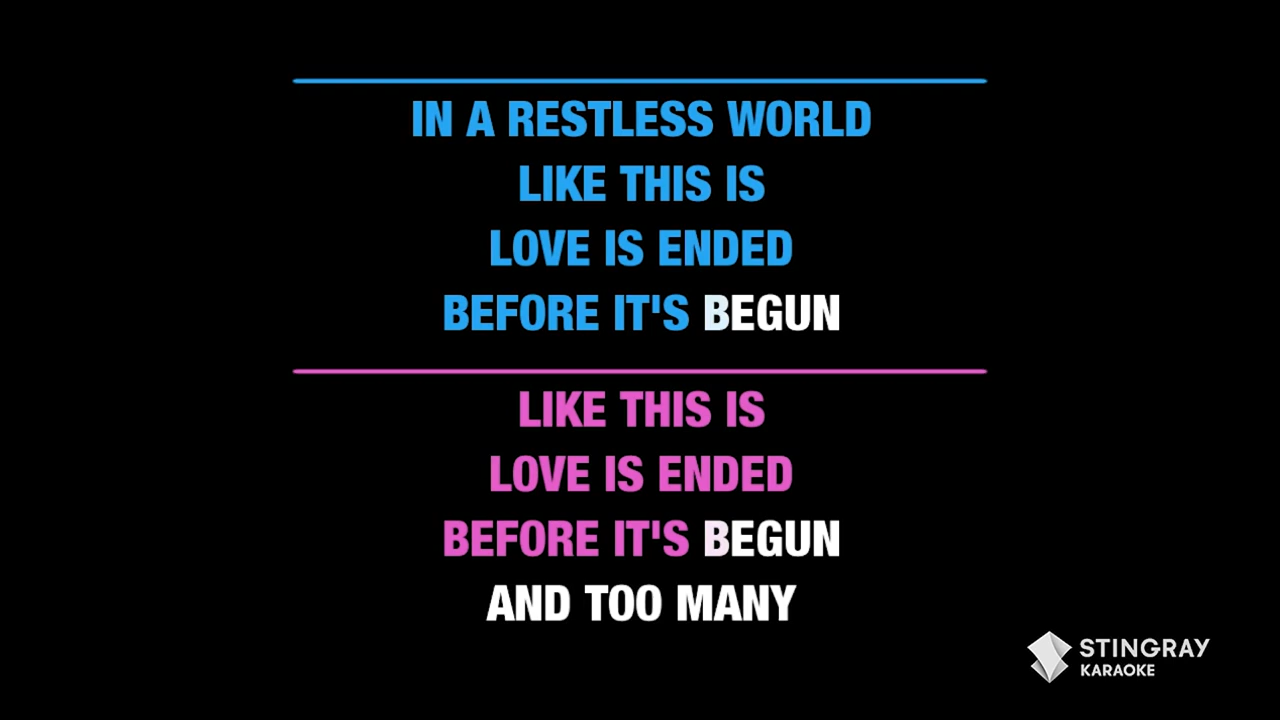 IN A RESTLESS WORLD
LIKE THIS IS
LOVE IS ENDED
BEFORE IT'S BEGUN
LIKE THIS IS
LOVE IS ENDED
BEFORE IT'S BEGUN
AND TOO MANY
STINGRAY
KARAOKE